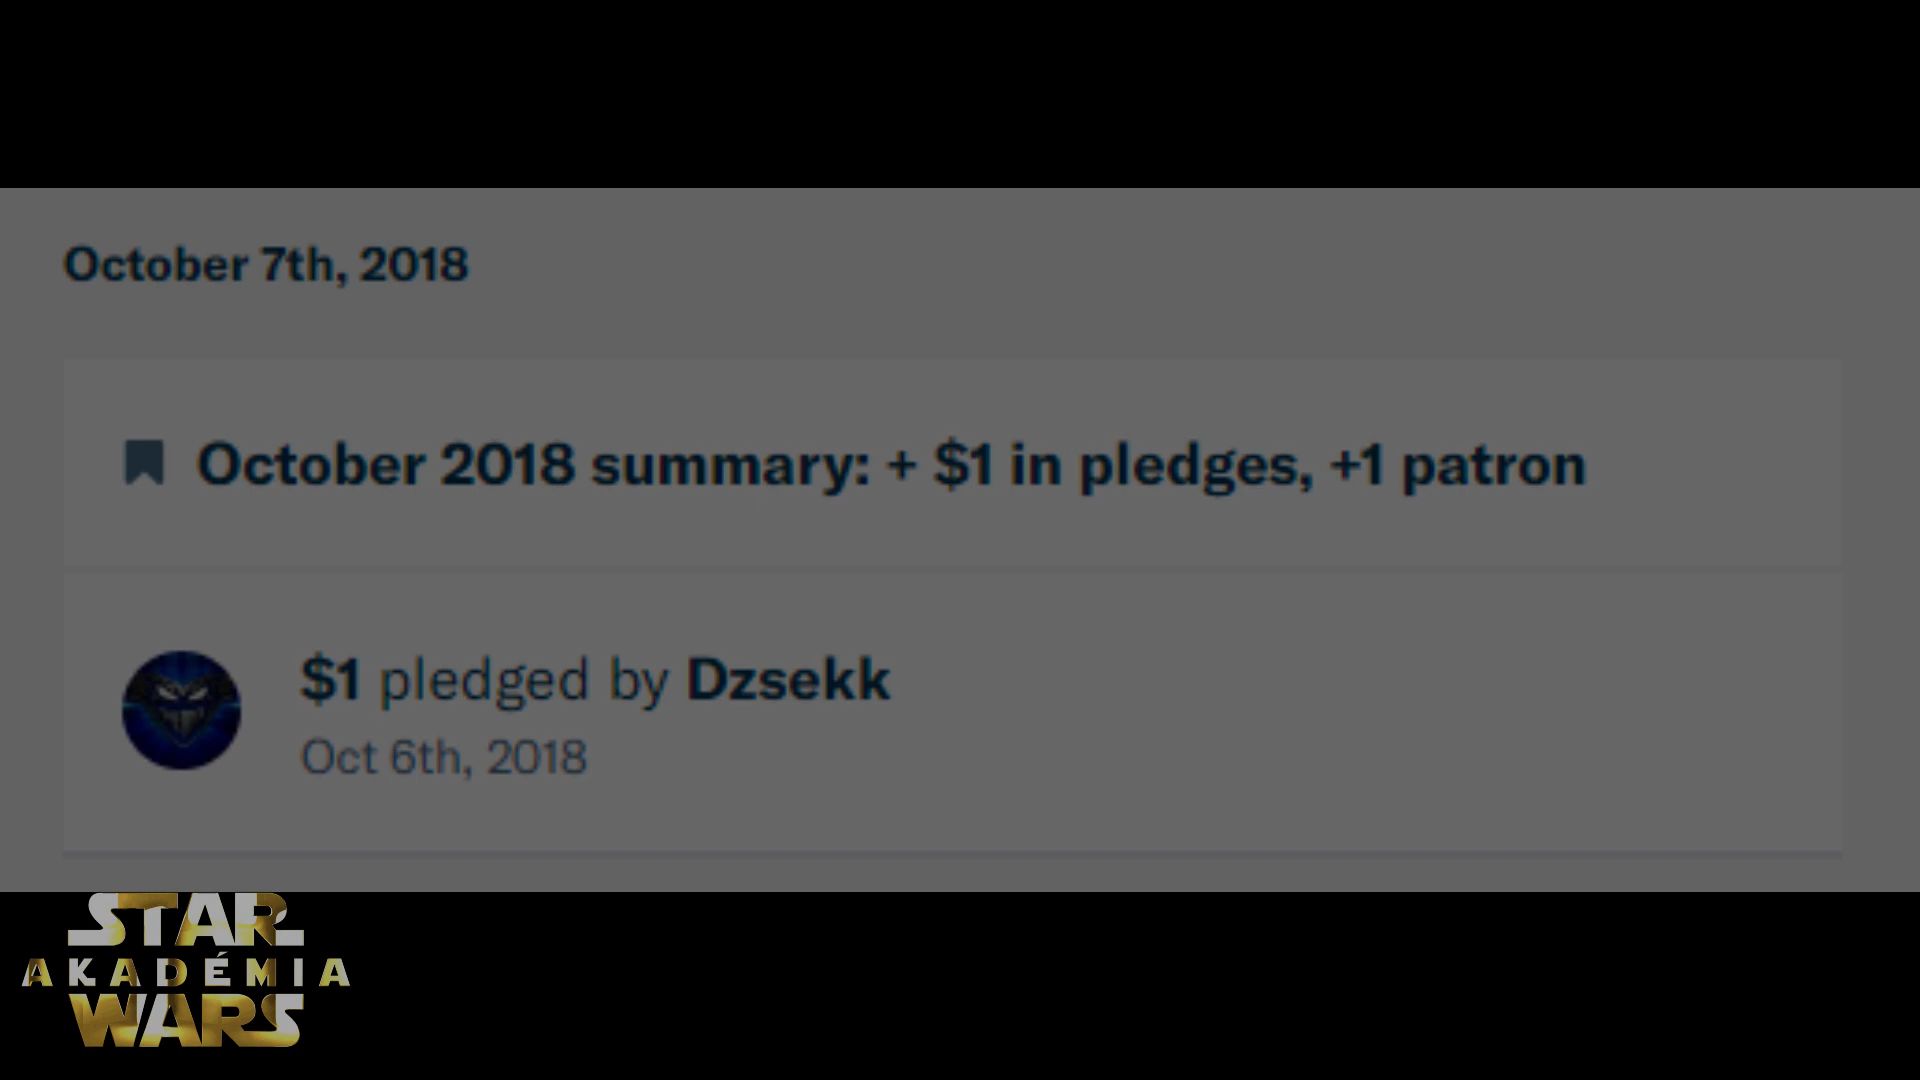 October 7th, 2018
October 2018 summary: + $1 in pledges, +1 patron
$1 pledged by Dzsekk
Oct 6th, 2018
STAR
AKADÉMIA
WARS